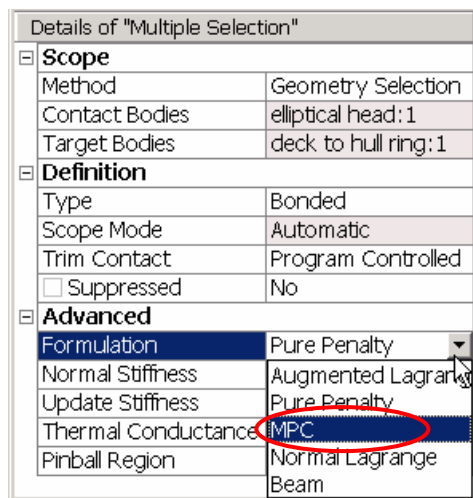 Details of "Multiple Selection"
Scope
Method Geometry Selection
Contact Bodies elliptical head:1
Target Bodies deck to hull ring:1
Definition
Type Bonded
Scope Mode Automatic
Trim Contact Program Controlled
Suppressed No
Advanced
Formulation Pure Penalty
Normal Stiffness Augmented Lagrang
Update Stiffness Pure Penalty
Thermal Conductance MPC
Pinball Region Normal Lagrange
Beam